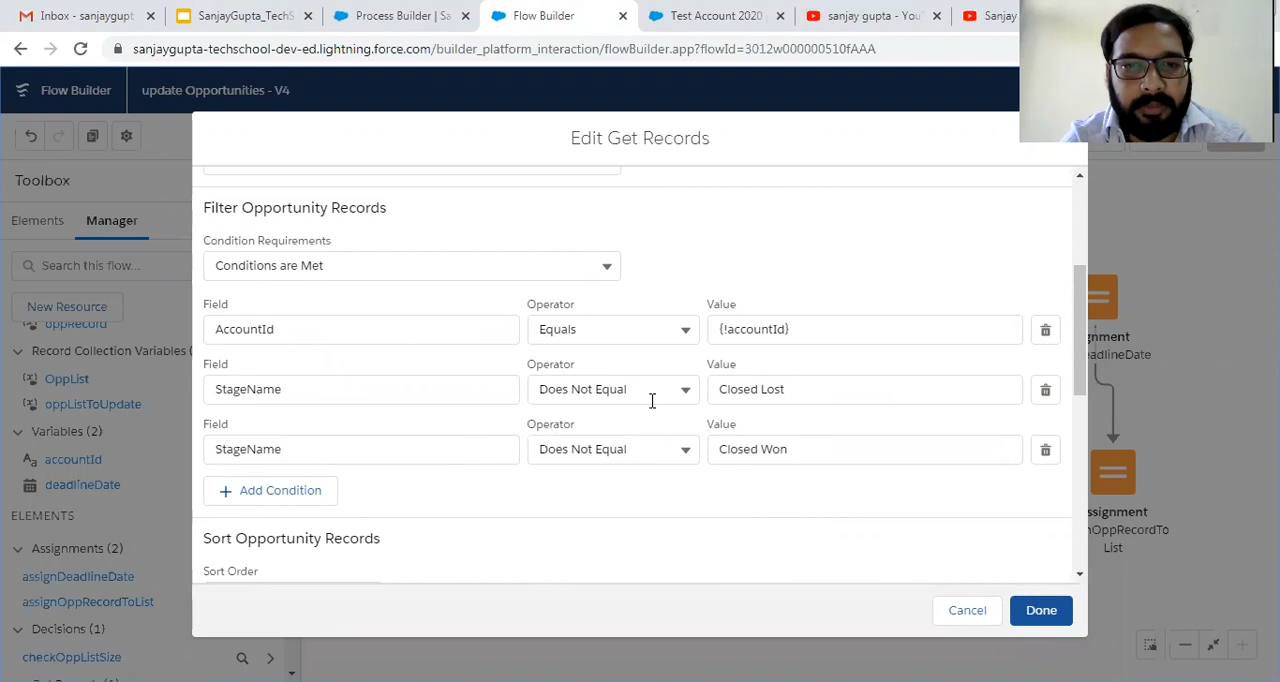 Inbox - sanjaygupt
SanjayGupta_TechS
Process Builder | Sa
Flow Builder
Test Account 2020
sanjay gupta - You
Sanjay
sanjaygupta-techschool-dev-ed.lightning.force.com/builder_platform_interaction/flowBuilder.app?flowId=3012w000000510fAAA
Flow Builder
update Opportunities - V4
Toolbox
Elements
Manager
Search this flow...
New Resource
oppRecord
Record Collection Variables (
OppList
oppListToUpdate
Variables (2)
accountId
deadlineDate
ELEMENTS
Assignments (2)
assignDeadlineDate
assignOppRecordToList
Decisions (1)
checkOppListSize
Edit Get Records
Filter Opportunity Records
Condition Requirements
Conditions are Met
Field
Operator
Value
AccountId
Equals
{!accountId}
Field
Operator
Value
StageName
Does Not Equal
Closed Lost
Field
Operator
Value
StageName
Does Not Equal
Closed Won
+ Add Condition
Sort Opportunity Records
Sort Order
Cancel
Done
nment
eadlineDate
ssignment
nOppRecordTo
List